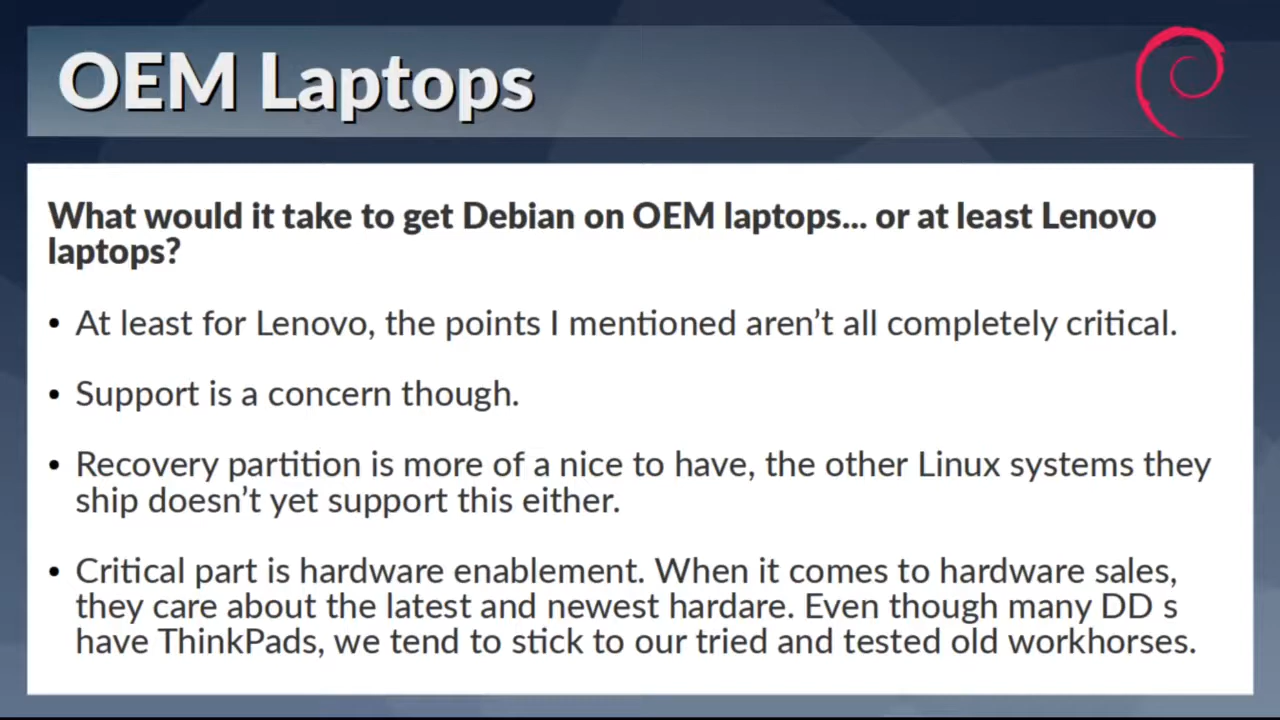 OEM Laptops
What would it take to get Debian on OEM laptops... or at least Lenovo
laptops?
• At least for Lenovo, the points I mentioned aren’t all completely critical.
• Support is a concern though.
• Recovery partition is more of a nice to have, the other Linux systems they
ship doesn’t yet support this either.
• Critical part is hardware enablement. When it comes to hardware sales,
they care about the latest and newest hardare. Even though many DD s
have ThinkPads, we tend to stick to our tried and tested old workhorses.